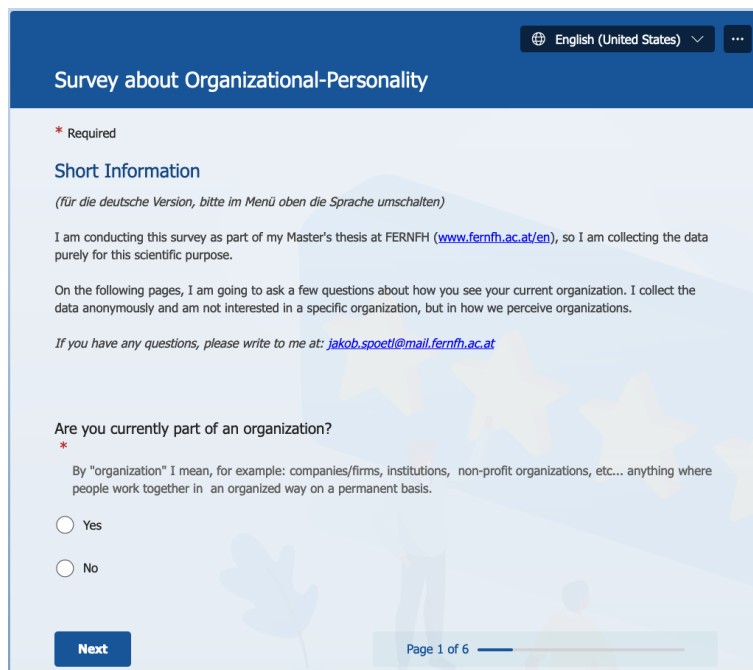 English (United States)
Survey about Organizational-Personality
* Required
Short Information
(für die deutsche Version, bitte im Menü oben die Sprache umschalten)
I am conducting this survey as part of my Master's thesis at FERNFH (www.fernfh.ac.at/en), so I am collecting the data
purely for this scientific purpose.
On the following pages, I am going to ask a few questions about how you see your current organization. I collect the
data anonymously and am not interested in a specific organization, but in how we perceive organizations.
If you have any questions, please write to me at: jakob.spoetl@mail.fernfh.ac.at
Are you currently part of an organization?
*
By "organization" I mean, for example: companies/firms, institutions, non-profit organizations, etc... anything where
people work together in an organized way on a permanent basis.
Yes
No
Next
Page 1 of 6